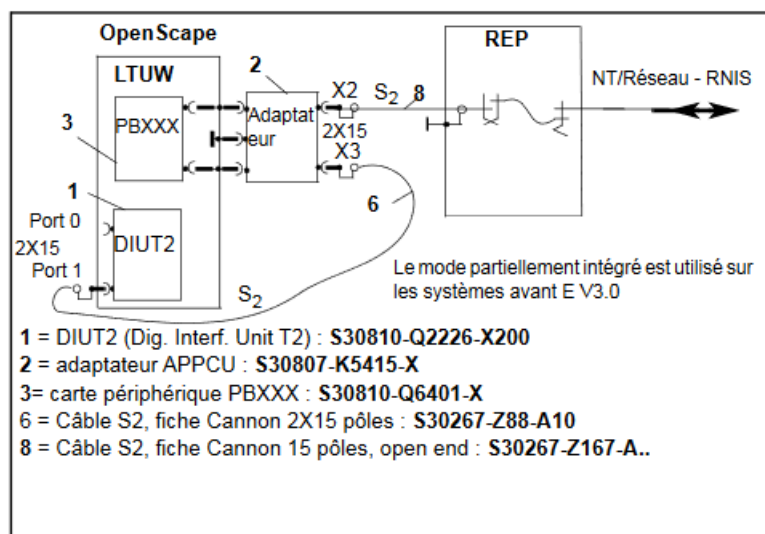 OpenScape
REP
LTUW
2
X2
S2
8
NT/Réseau - RNIS
PBXXX
Adaptat
eur
2X15
X3
3
1
6
Port 0
2X15
DIUT2
Port 1
S2
Le mode partiellement intégré est utilisé sur
les systèmes avant E V3.0
1 = DIUT2 (Dig. Interf. Unit T2) : S30810-Q2226-X200
2 = adaptateur APPCU : S30807-K5415-X
3= carte périphérique PBXXX : S30810-Q6401-X
6 = Câble S2, fiche Cannon 2X15 pôles : S30267-Z88-A10
8 = Câble S2, fiche Cannon 15 pôles, open end : S30267-Z167-A..